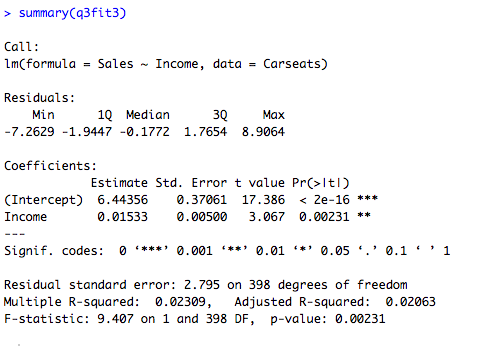 > summary(q3fit3)
Call:
lm(formula = Sales ~ Income, data = Carseats)
Residuals:
    Min      1Q  Median      3Q     Max
-7.2629 -1.9447 -0.1772  1.7654  8.9064
Coefficients:
            Estimate Std. Error t value Pr(>|t|)
(Intercept)  6.44356    0.37061  17.386  < 2e-16 ***
Income       0.01533    0.00500   3.067  0.00231 **
---
Signif. codes:  0 ‘***’ 0.001 ‘**’ 0.01 ‘*’ 0.05 ‘.’ 0.1 ‘ ’ 1
Residual standard error: 2.795 on 398 degrees of freedom
Multiple R-squared:  0.02309,	Adjusted R-squared:  0.02063
F-statistic: 9.407 on 1 and 398 DF,  p-value: 0.00231